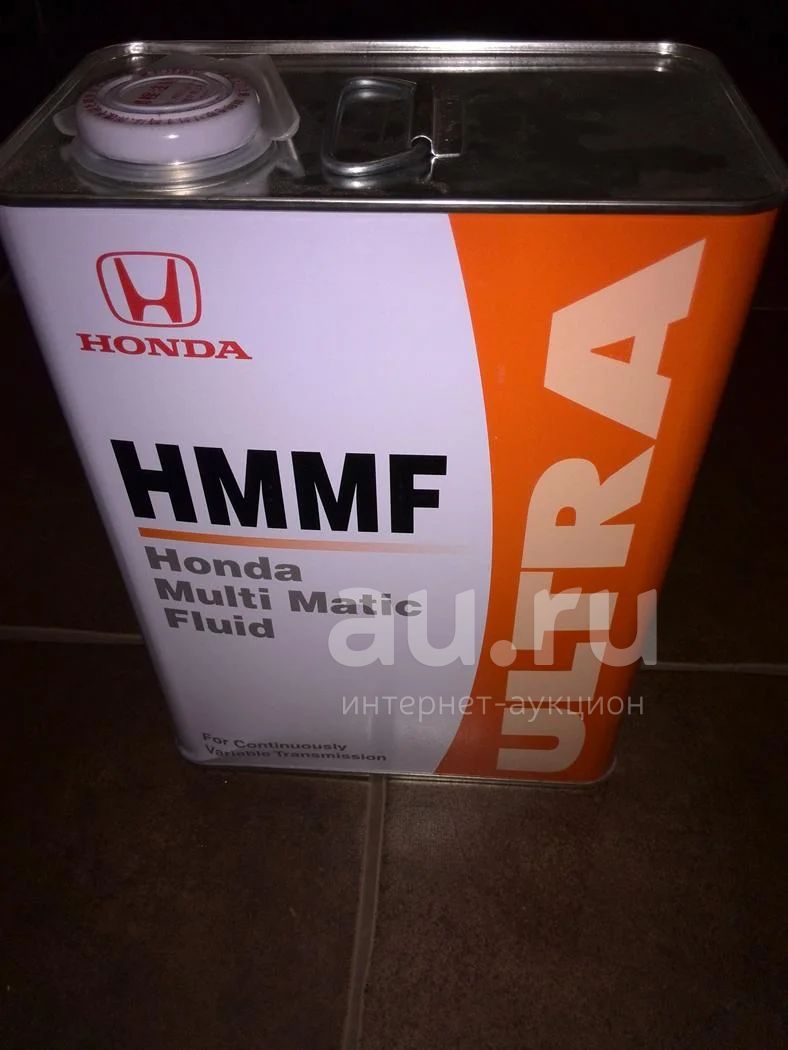 HONDA
HMMF
Honda
Multi Matic
Fluid
For Continuously
Variable Transmission
ULTRA
au.ru
интернет-аукцион